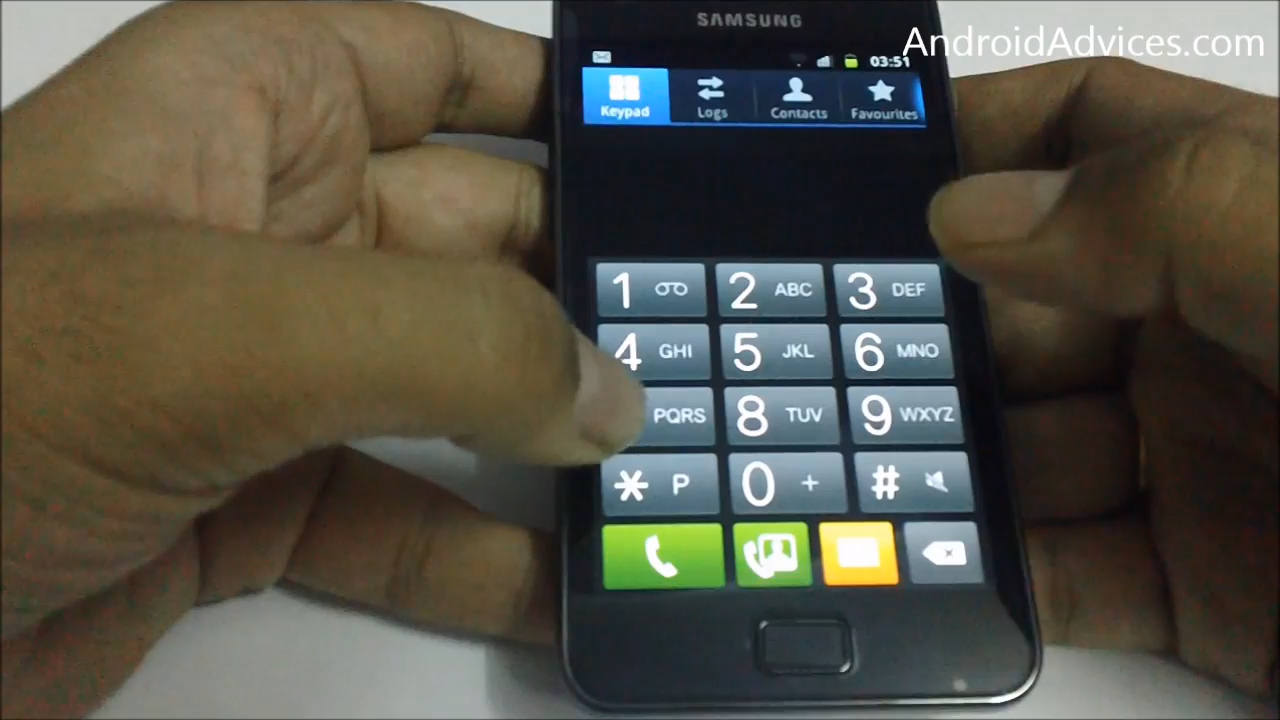 SAMSUNG
AndroidAdvices.com
03:51
Keypad Logs Contacts Favourites
1 2 ABC 3 DEF
4 GHI 5 JKL 6 MNO
PQRS 8 TUV 9 WXYZ
* P 0 + #